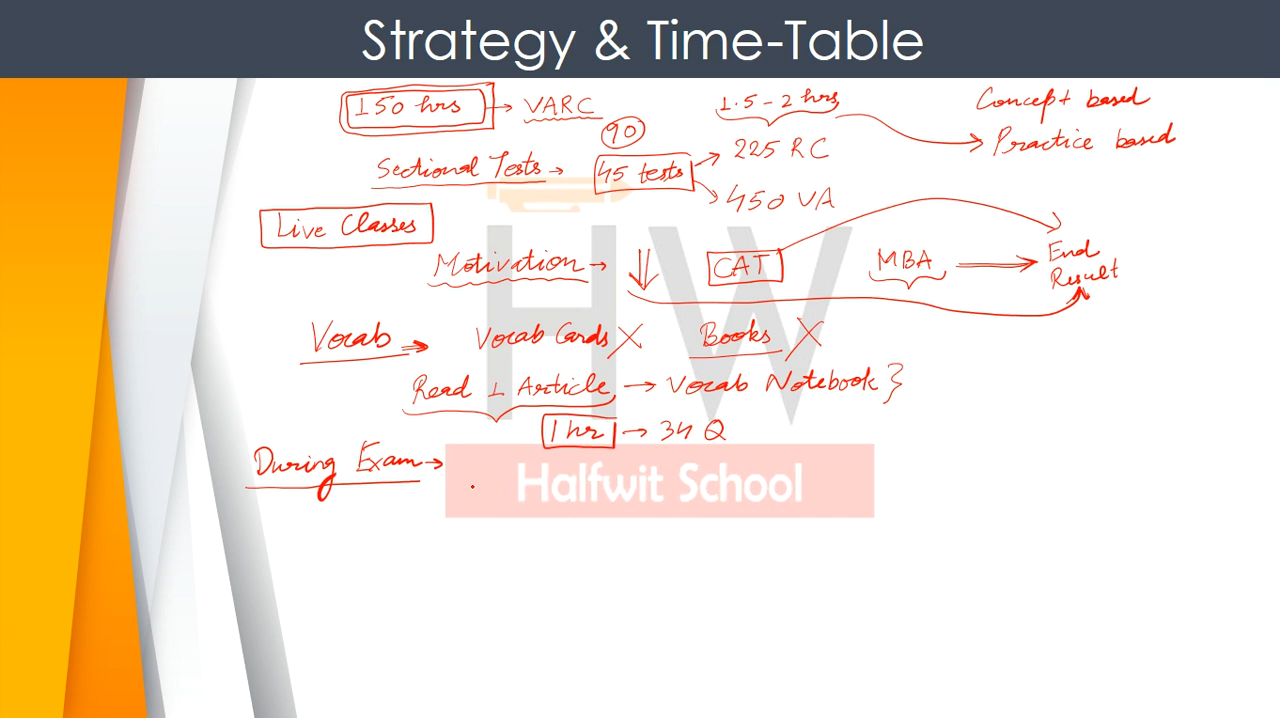 Strategy & Time-Table
150 hrs → VARC 1.5 - 2 hrs Concept based
90 Practice based
Sectional Tests → 45 tests 225 RC
450 VA
Live Classes
Motivation → CAT MBA End Result
Vocab → Vocab Cards X Books X
Read 1 Article → Vocab Notebook }
1 hr → 34 Q
During Exam →
HW
Halfwit School